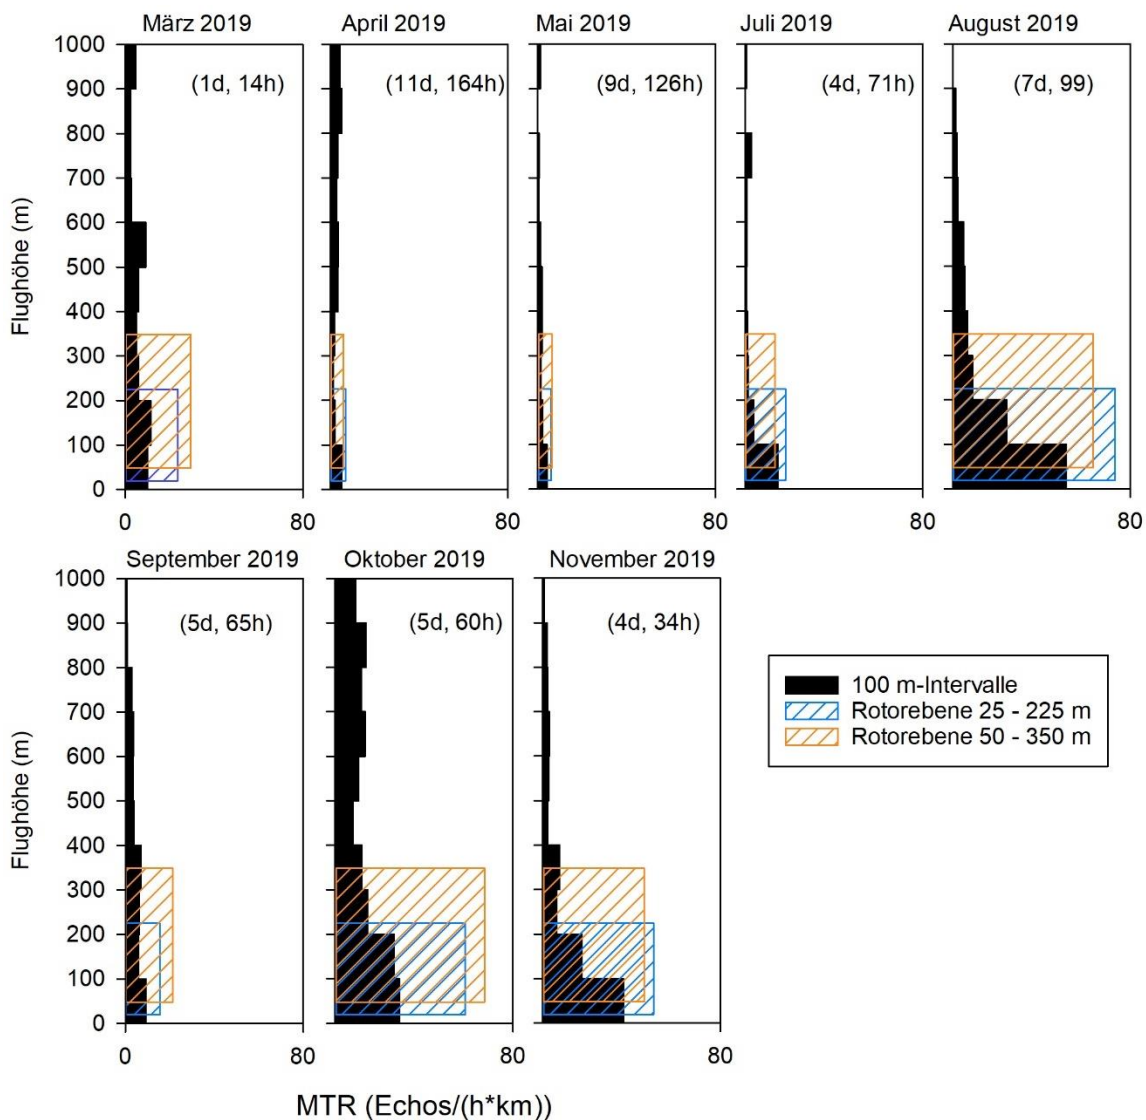 März 2019
April 2019
Mai 2019
Juli 2019
August 2019
1000
900
800
700
600
500
400
300
200
100
0
Flughöhe (m)
(1d, 14h)
(11d, 164h)
(9d, 126h)
(4d, 71h)
(7d, 99)
0
80
80
80
80
80
September 2019
Oktober 2019
November 2019
1000
900
800
700
600
500
400
300
200
100
0
Flughöhe (m)
(5d, 65h)
(5d, 60h)
(4d, 34h)
0
80
80
80
100 m-Intervalle
Rotorebene 25 - 225 m
Rotorebene 50 - 350 m
MTR (Echos/(h*km))